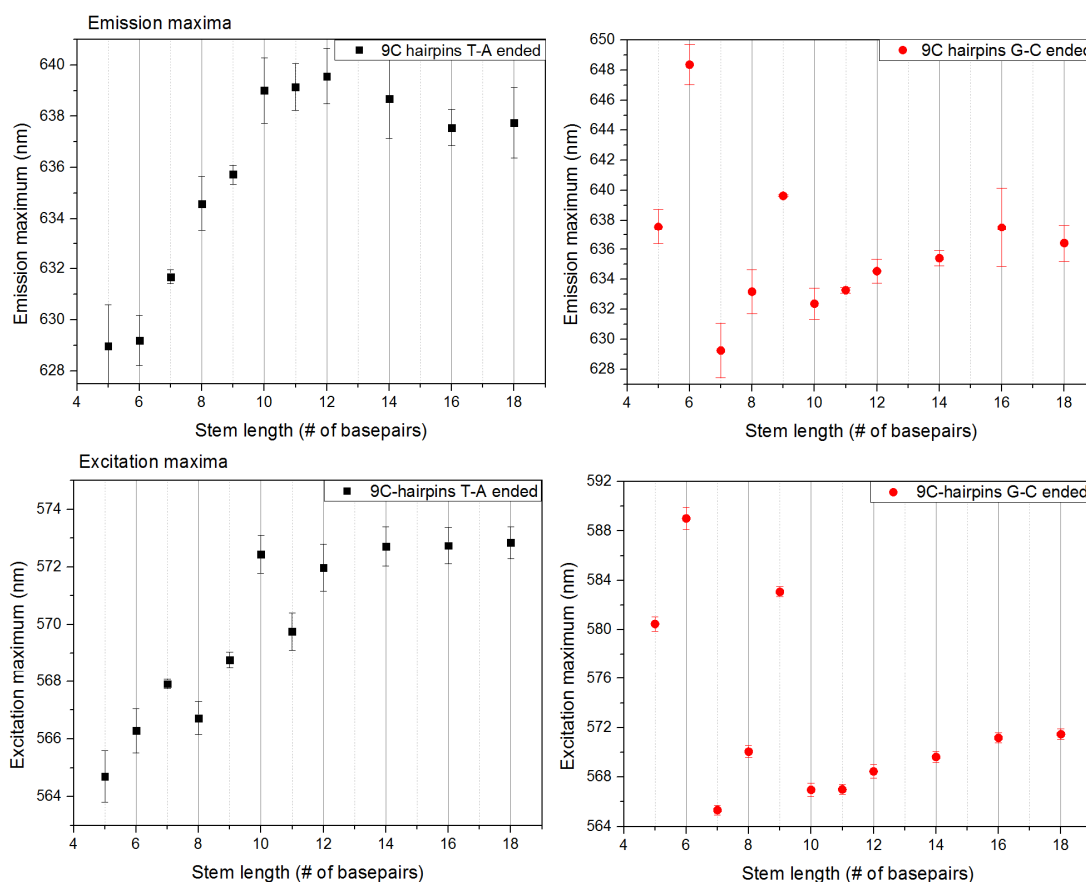 Emission maxima
9C hairpins T-A ended
640
638
636
634
632
630
628
Emission maximum (nm)
4 6 8 10 12 14 16 18
Stem length (# of basepairs)
9C hairpins G-C ended
650
648
646
644
642
640
638
636
634
632
630
628
Emission maximum (nm)
4 6 8 10 12 14 16 18
Stem length (# of basepairs)
Excitation maxima
9C-hairpins T-A ended
574
572
570
568
566
564
Excitation maximum (nm)
4 6 8 10 12 14 16 18
Stem length (# of basepairs)
9C-hairpins G-C ended
592
588
584
580
576
572
568
564
Excitation maximum (nm)
4 6 8 10 12 14 16 18
Stem length (# of basepairs)